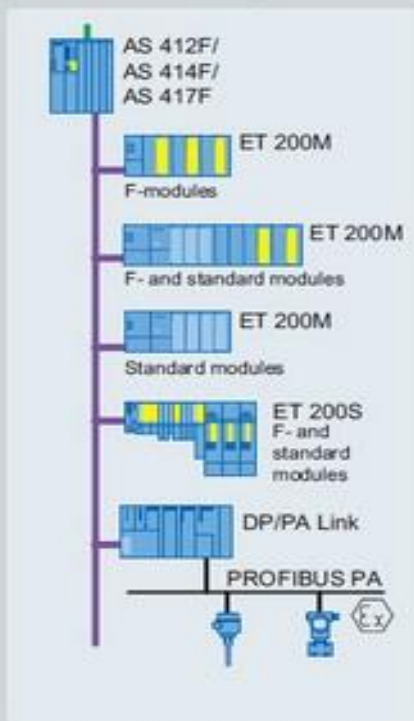 AS 412F/
AS 414F/
AS 417F
ET 200M
F-modules
ET 200M
F- and standard modules
ET 200M
Standard modules
ET 200S
F- and
standard
modules
DP/PA Link
PROFIBUS PA
Ex